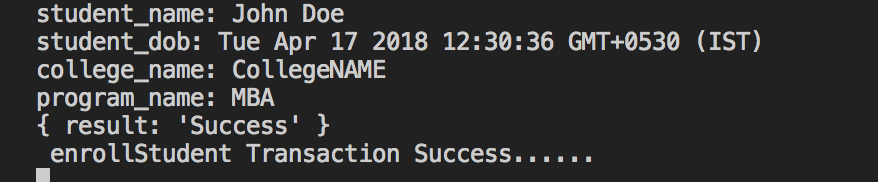 student_name: John Doe
student_dob: Tue Apr 17 2018 12:30:36 GMT+0530 (IST)
college_name: CollegeNAME
program_name: MBA
{ result: 'Success' }
enrollStudent Transaction Success......